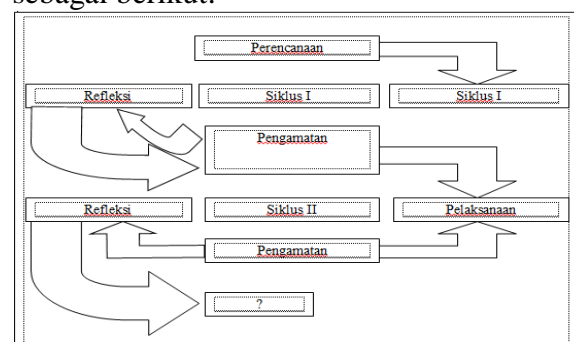 sebagai berikut:
Perencanaan
Refleksi Siklus I Siklus I
Pengamatan
Refleksi Siklus II Pelaksanaan
Pengamatan
?